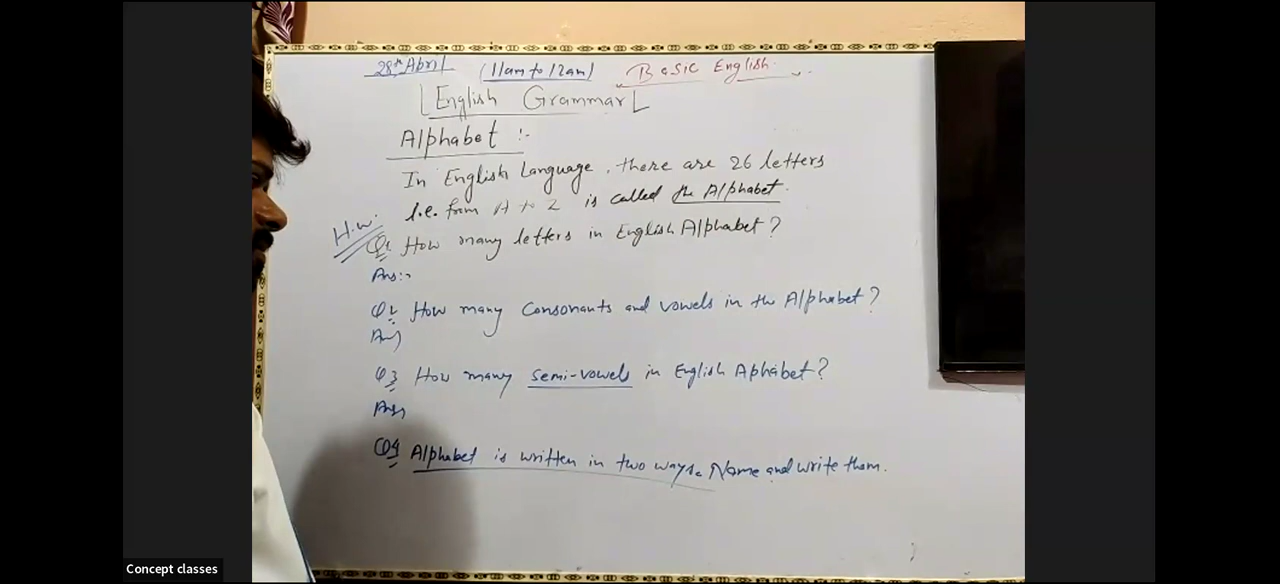 28th April (11am to 12am) Basic English
English Grammar
Alphabet :-
In English Language, there are 26 letters
i.e. from A to Z is called the Alphabet.
H.W.
Q1 How many letters in English Alphabet?
Ans:-
Q2 How many Consonants and vowels in the Alphabet?
Ans
Q3 How many semi-vowels in English Alphabet?
Ans
Q4 Alphabet is written in two ways. Name and write them.
Concept classes